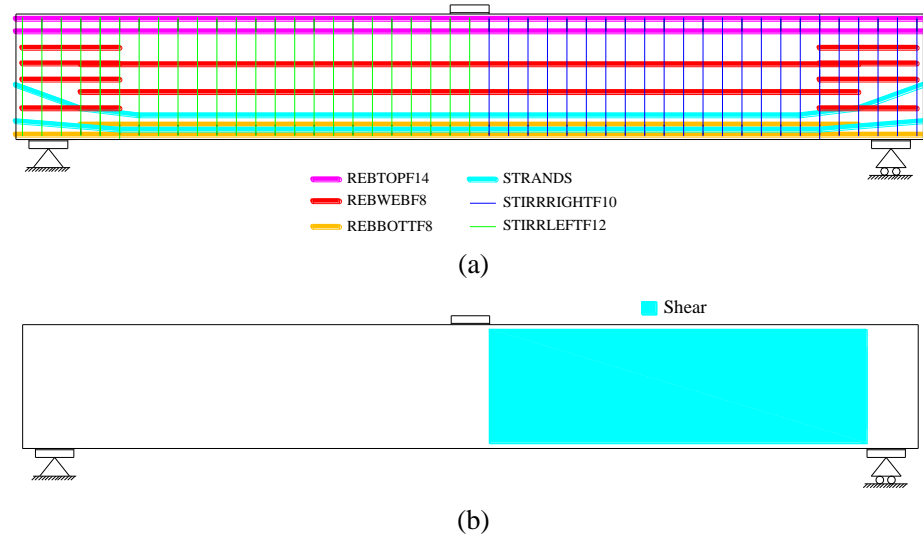 REBTOPF14 STRANDS
REBWEBF8 STIRRRIGHTF10
REBBOTTF8 STIRRLEFTF12
(a)
Shear
(b)